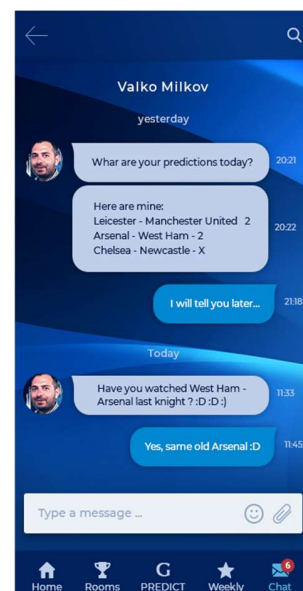 Valko Milkov
yesterday
Whar are your predictions today?
20:21
Here are mine:
Leicester - Manchester United 2
Arsenal - West Ham - 2
Chelsea - Newcastle - X
20:22
I will tell you later...
21:18
Today
Have you watched West Ham -
Arsenal last knight ? :D :D :)
11:33
Yes, same old Arsenal :D
11:45
Type a message ...
6
Home Rooms PREDICT Weekly Chat